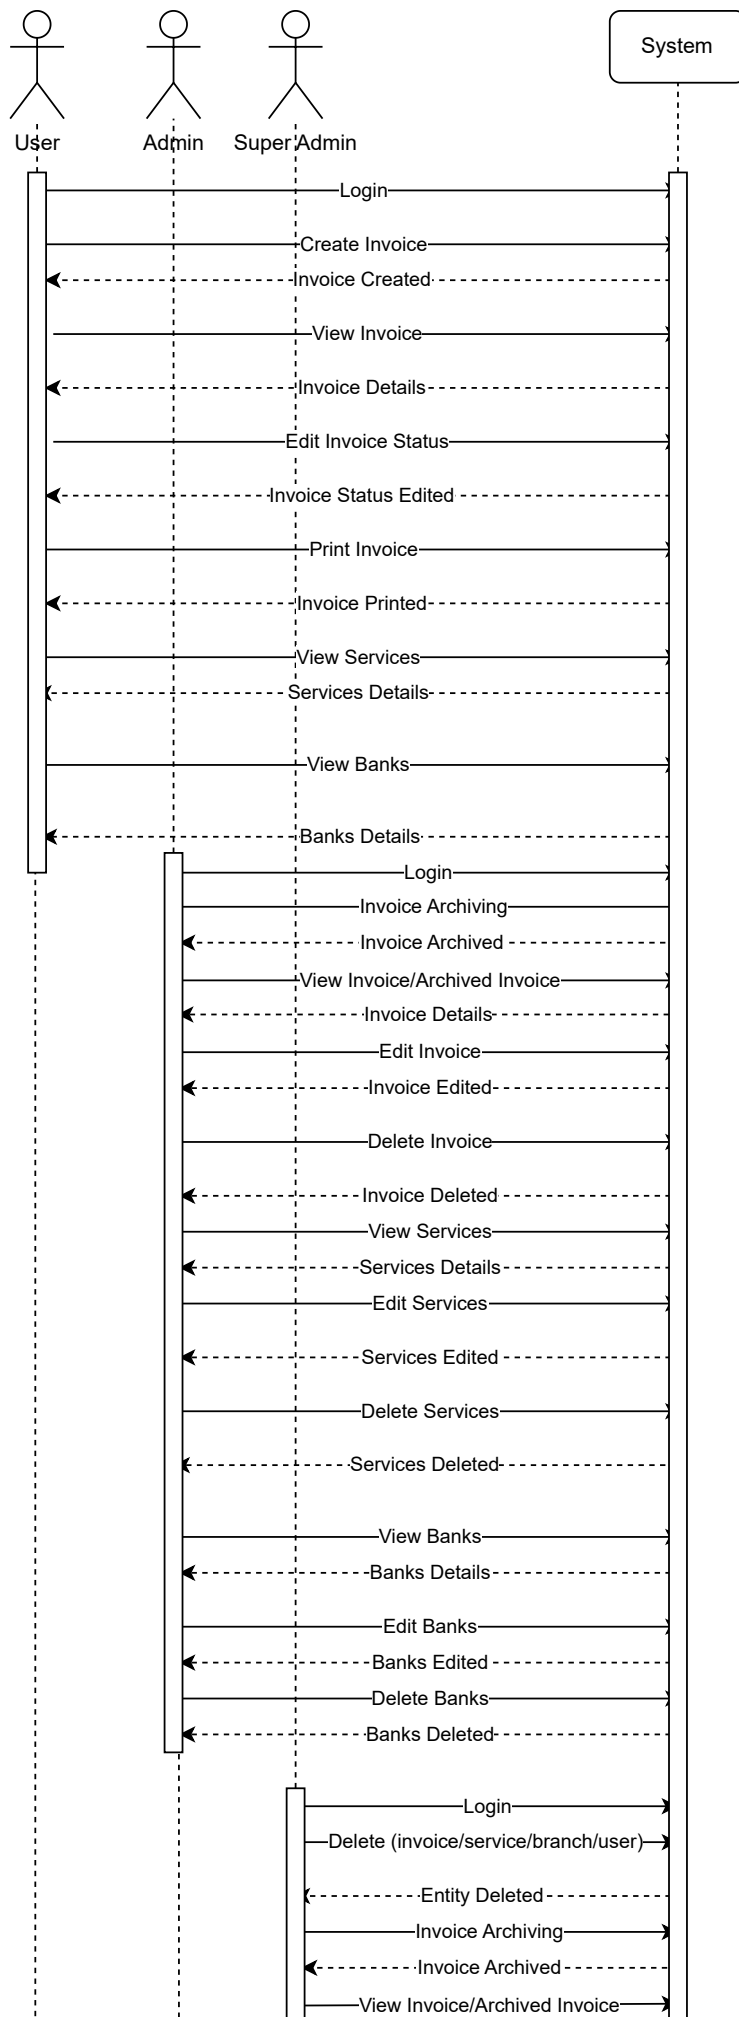 System
User
Admin
Super Admin
Login
Create Invoice
Invoice Created
View Invoice
Invoice Details
Edit Invoice Status
Invoice Status Edited
Print Invoice
Invoice Printed
View Services
Services Details
View Banks
Banks Details
Login
Invoice Archiving
Invoice Archived
View Invoice/Archived Invoice
Invoice Details
Edit Invoice
Invoice Edited
Delete Invoice
Invoice Deleted
View Services
Services Details
Edit Services
Services Edited
Delete Services
Services Deleted
View Banks
Banks Details
Edit Banks
Banks Edited
Delete Banks
Banks Deleted
Login
Delete (invoice/service/branch/user)
Entity Deleted
Invoice Archiving
Invoice Archived
View Invoice/Archived Invoice